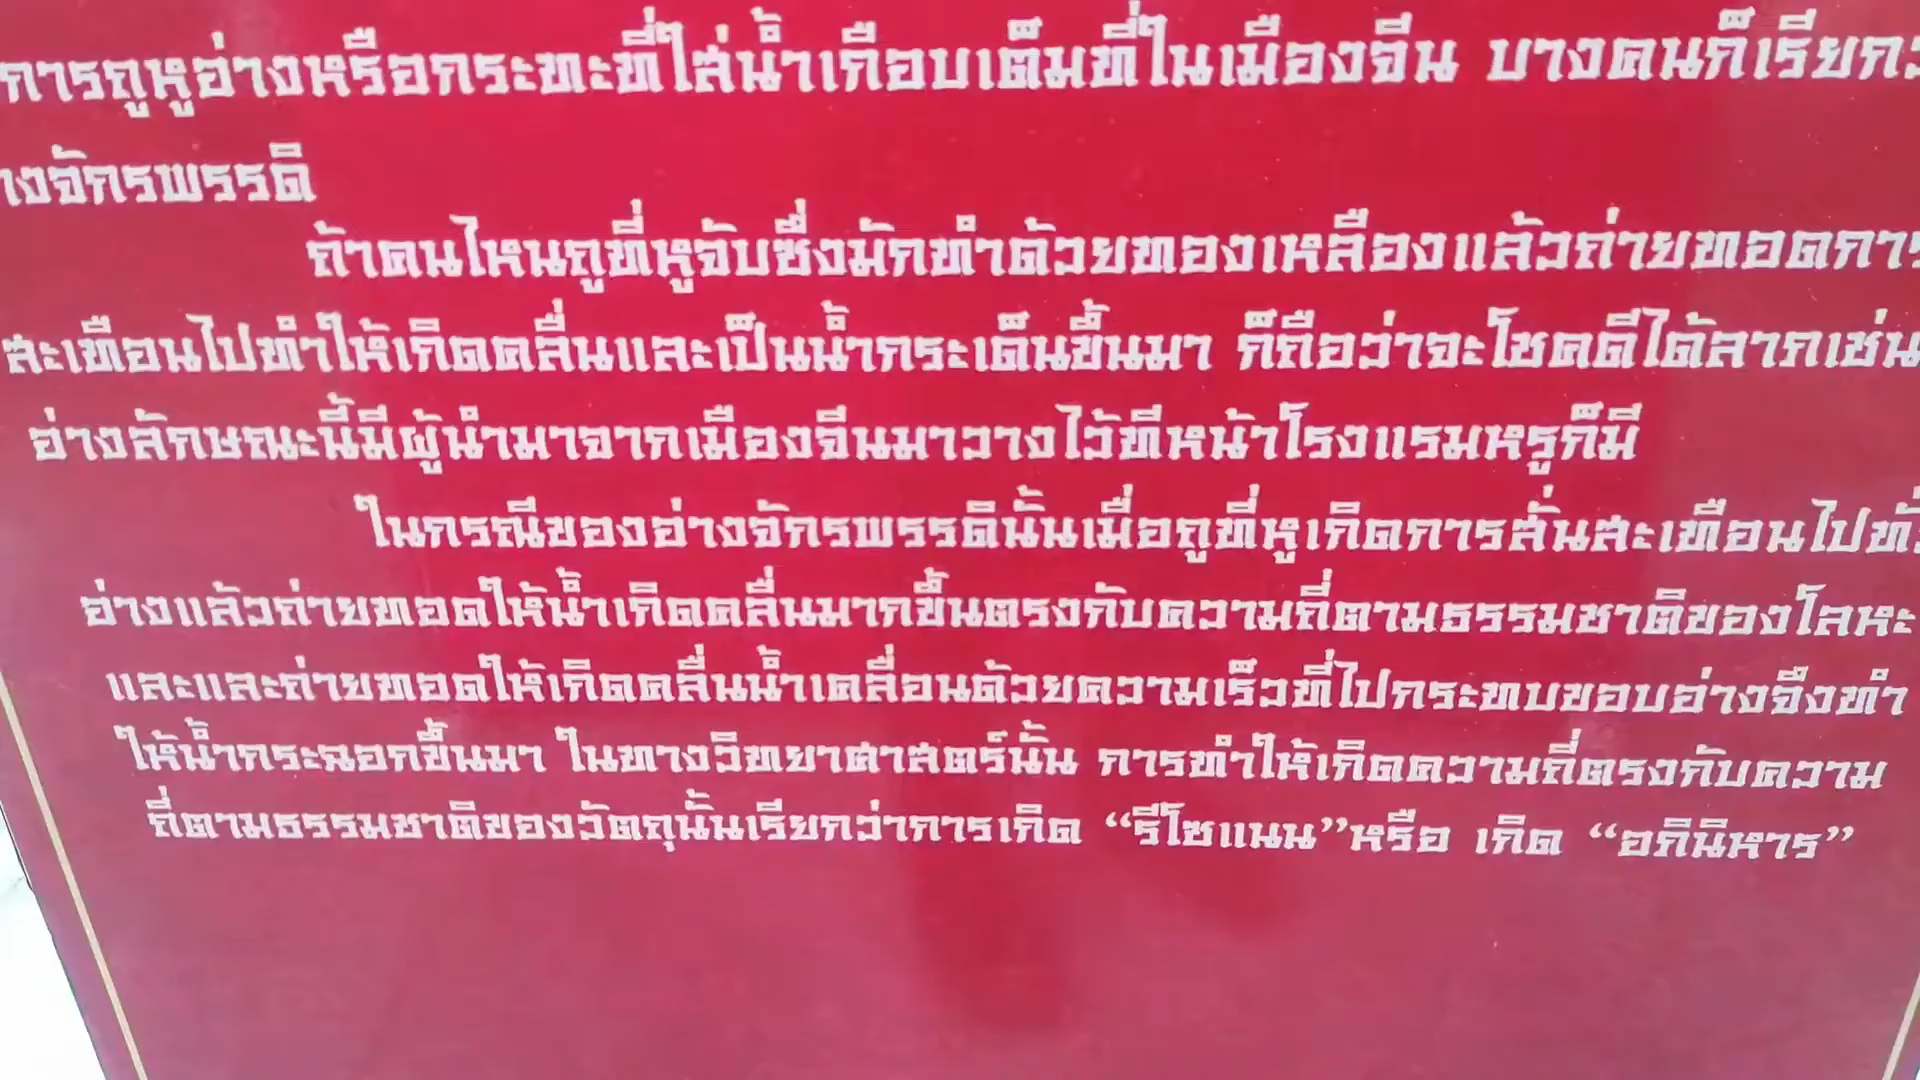 การถูหูอ่างหรือกระทะที่ใส่น้ำเกือบเต็มที่ในเมืองจีน บางคนก็เรียก
างจักรพรรดิ
ถ้าคนไหนถูที่หูจับซึ่งมักทำด้วยทองเหลืองแล้วถ่ายทอดการ
สะเทือนไปทำให้เกิดคลื่นและเป็นน้ำกระเด็นขึ้นมา ก็ถือว่าจะโชคดีได้ลาภเช่น
อ่างลักษณะนี้มีผู้นำมาจากเมืองจีนมาวางไว้ทีหน้าโรงแรมหรูก็มี
ในกรณีของอ่างจักรพรรดินั้นเมื่อถูที่หูเกิดการสั่นสะเทือนไปทั่
อ่างแล้วถ่ายทอดให้น้ำเกิดคลื่นมากขึ้นตรงกับความถี่ตามธรรมชาติของโลหะ
และและถ่ายทอดให้เกิดคลื่นน้ำเคลื่อนด้วยความเร็วที่ไปกระทบขอบอ่างจึงทำ
ให้น้ำกระฉอกขึ้นมา ในทางวิทยาศาสตร์นั้น การทำให้เกิดความถี่ตรงกับความ
ถี่ตามธรรมชาติของวัตถุนั้นเรียกว่าการเกิด “รีโซแนน”หรือ เกิด “อภินิหาร”